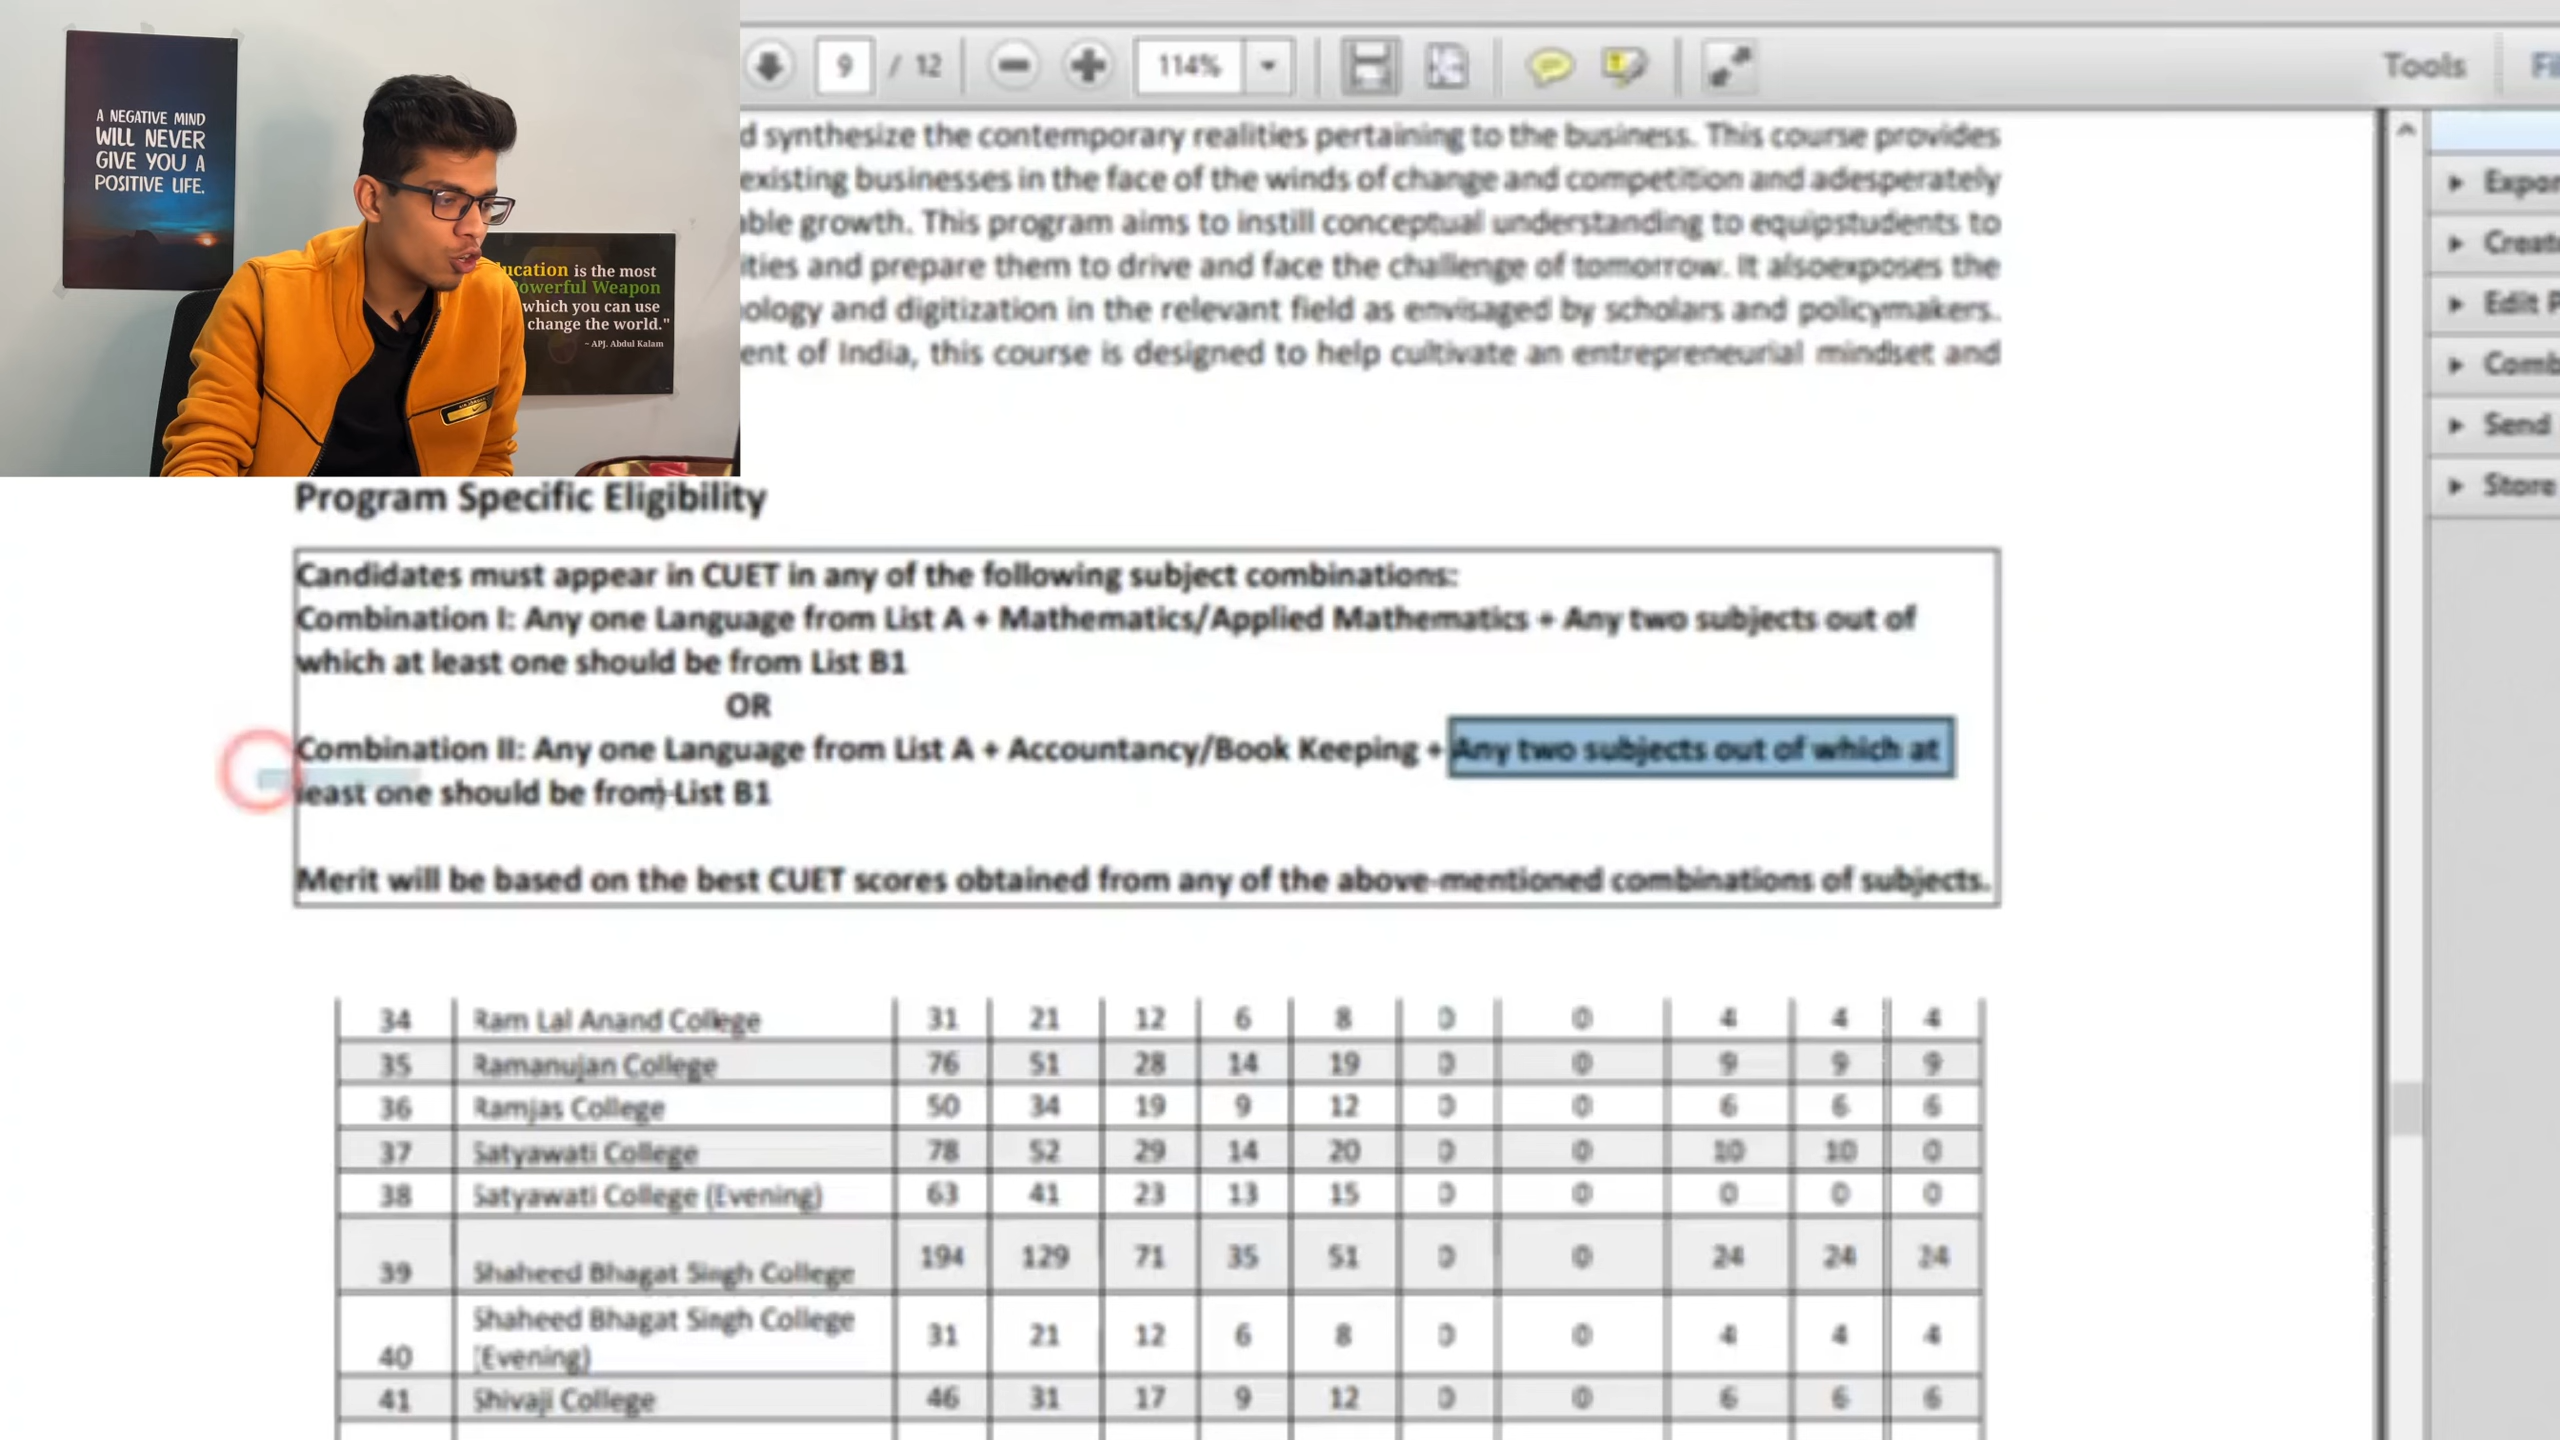 A NEGATIVE MIND
WILL NEVER
GIVE YOU A
POSITIVE LIFE.
ucation is the most
owerful Weapon
which you can use
change the world."
- APJ. Abdul Kalam
9 / 12
114%
Tools
d synthesize the contemporary realities pertaining to the business. This course provides
existing businesses in the face of the winds of change and competition and adesperately
able growth. This program aims to instill conceptual understanding to equipstudents to
ities and prepare them to drive and face the challenge of tomorrow. It alsoexposes the
ology and digitization in the relevant field as envisaged by scholars and policymakers.
ent of India, this course is designed to help cultivate an entrepreneurial mindset and
Expor
Create
Edit P
Comb
Send
Store
Program Specific Eligibility
Candidates must appear in CUET in any of the following subject combinations:
Combination I: Any one Language from List A + Mathematics/Applied Mathematics + Any two subjects out of
which at least one should be from List B1
OR
Combination II: Any one Language from List A + Accountancy/Book Keeping + Any two subjects out of which at
least one should be from List B1
Merit will be based on the best CUET scores obtained from any of the above-mentioned combinations of subjects.
34 Ram Lal Anand College 31 21 12 6 8 0 0 4 4 4
35 Ramanujan College 76 51 28 14 19 0 0 9 9 9
36 Ramjas College 50 34 19 9 12 0 0 6 6 6
37 Satyawati College 78 52 29 14 20 0 0 10 10 0
38 Satyawati College (Evening) 63 41 23 13 15 0 0 0 0 0
39 Shaheed Bhagat Singh College 194 129 71 35 51 0 0 24 24 24
40 Shaheed Bhagat Singh College
(Evening) 31 21 12 6 8 0 0 4 4 4
41 Shivaji College 46 31 17 9 12 0 0 6 6 6